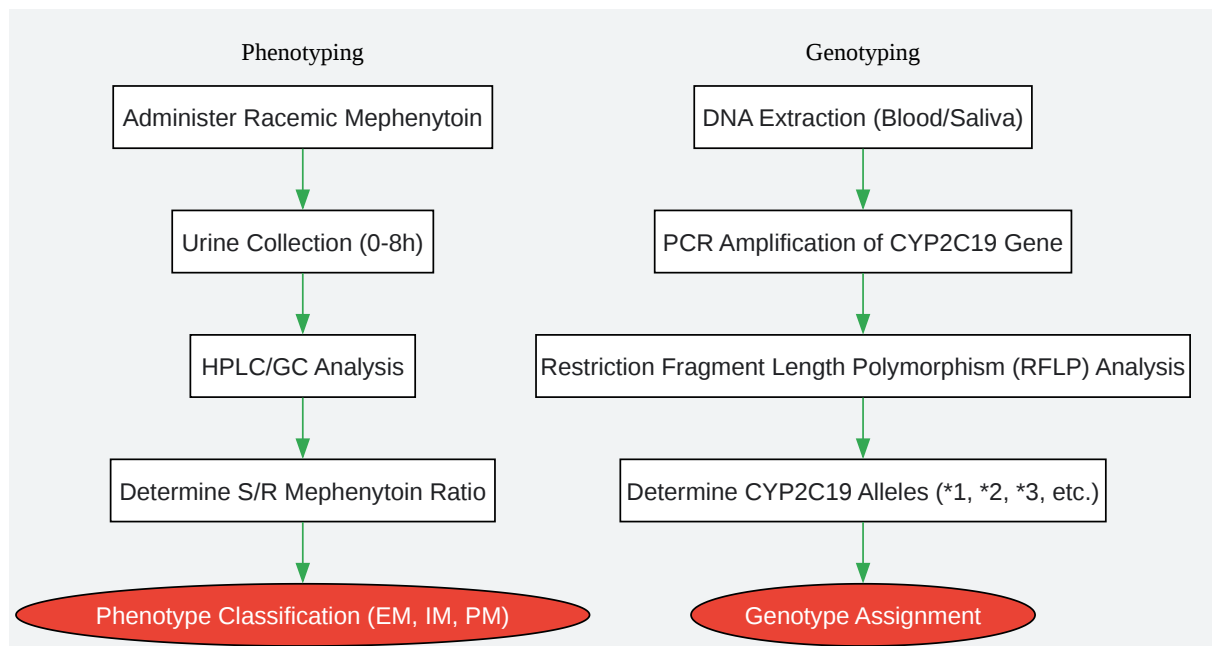 Phenotyping
Administer Racemic Mephenytoin
Urine Collection (0-8h)
HPLC/GC Analysis
Determine S/R Mephenytoin Ratio
Phenotype Classification (EM, IM, PM)
Genotyping
DNA Extraction (Blood/Saliva)
PCR Amplification of CYP2C19 Gene
Restriction Fragment Length Polymorphism (RFLP) Analysis
Determine CYP2C19 Alleles (*1, *2, *3, etc.)
Genotype Assignment